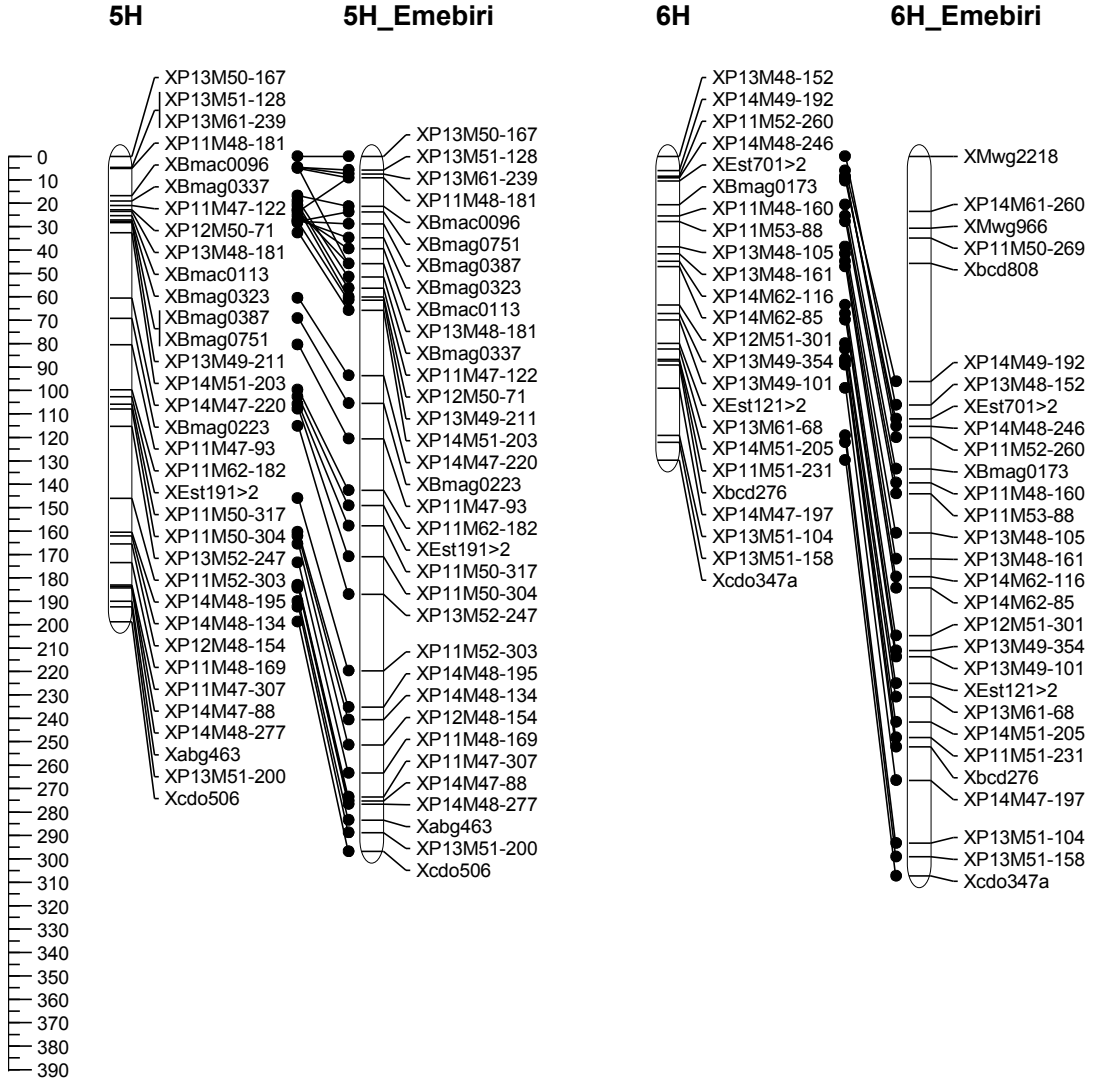 5H
5H_Emebiri
6H
6H_Emebiri
0
10
20
30
40
50
60
70
80
90
100
110
120
130
140
150
160
170
180
190
200
210
220
230
240
250
260
270
280
290
300
310
320
330
340
350
360
370
380
390
XP13M50-167
XP13M51-128
XP13M61-239
XP11M48-181
XBmac0096
XBmag0337
XP11M47-122
XP12M50-71
XP13M48-181
XBmac0113
XBmag0323
XBmag0387
XBmag0751
XP13M49-211
XP14M51-203
XP14M47-220
XBmag0223
XP11M47-93
XP11M62-182
XEst191>2
XP11M50-317
XP11M50-304
XP13M52-247
XP11M52-303
XP14M48-195
XP14M48-134
XP12M48-154
XP11M48-169
XP11M47-307
XP14M47-88
XP14M48-277
Xabg463
XP13M51-200
Xcdo506
XP13M50-167
XP13M51-128
XP13M61-239
XP11M48-181
XBmac0096
XBmag0751
XBmag0387
XBmag0323
XBmac0113
XP13M48-181
XBmag0337
XP11M47-122
XP12M50-71
XP13M49-211
XP14M51-203
XP14M47-220
XBmag0223
XP11M47-93
XP11M62-182
XEst191>2
XP11M50-317
XP11M50-304
XP13M52-247
XP11M52-303
XP14M48-195
XP14M48-134
XP12M48-154
XP11M48-169
XP11M47-307
XP14M47-88
XP14M48-277
Xabg463
XP13M51-200
Xcdo506
XP13M48-152
XP14M49-192
XP11M52-260
XP14M48-246
XEst701>2
XBmag0173
XP11M48-160
XP11M53-88
XP13M48-105
XP13M48-161
XP14M62-116
XP14M62-85
XP12M51-301
XP13M49-354
XP13M49-101
XEst121>2
XP13M61-68
XP14M51-205
XP11M51-231
Xbcd276
XP14M47-197
XP13M51-104
XP13M51-158
Xcdo347a
XMwg2218
XP14M61-260
XMwg966
XP11M50-269
Xbcd808
XP14M49-192
XP13M48-152
XEst701>2
XP14M48-246
XP11M52-260
XBmag0173
XP11M48-160
XP11M53-88
XP13M48-105
XP13M48-161
XP14M62-116
XP14M62-85
XP12M51-301
XP13M49-354
XP13M49-101
XEst121>2
XP13M61-68
XP14M51-205
XP11M51-231
Xbcd276
XP14M47-197
XP13M51-104
XP13M51-158
Xcdo347a